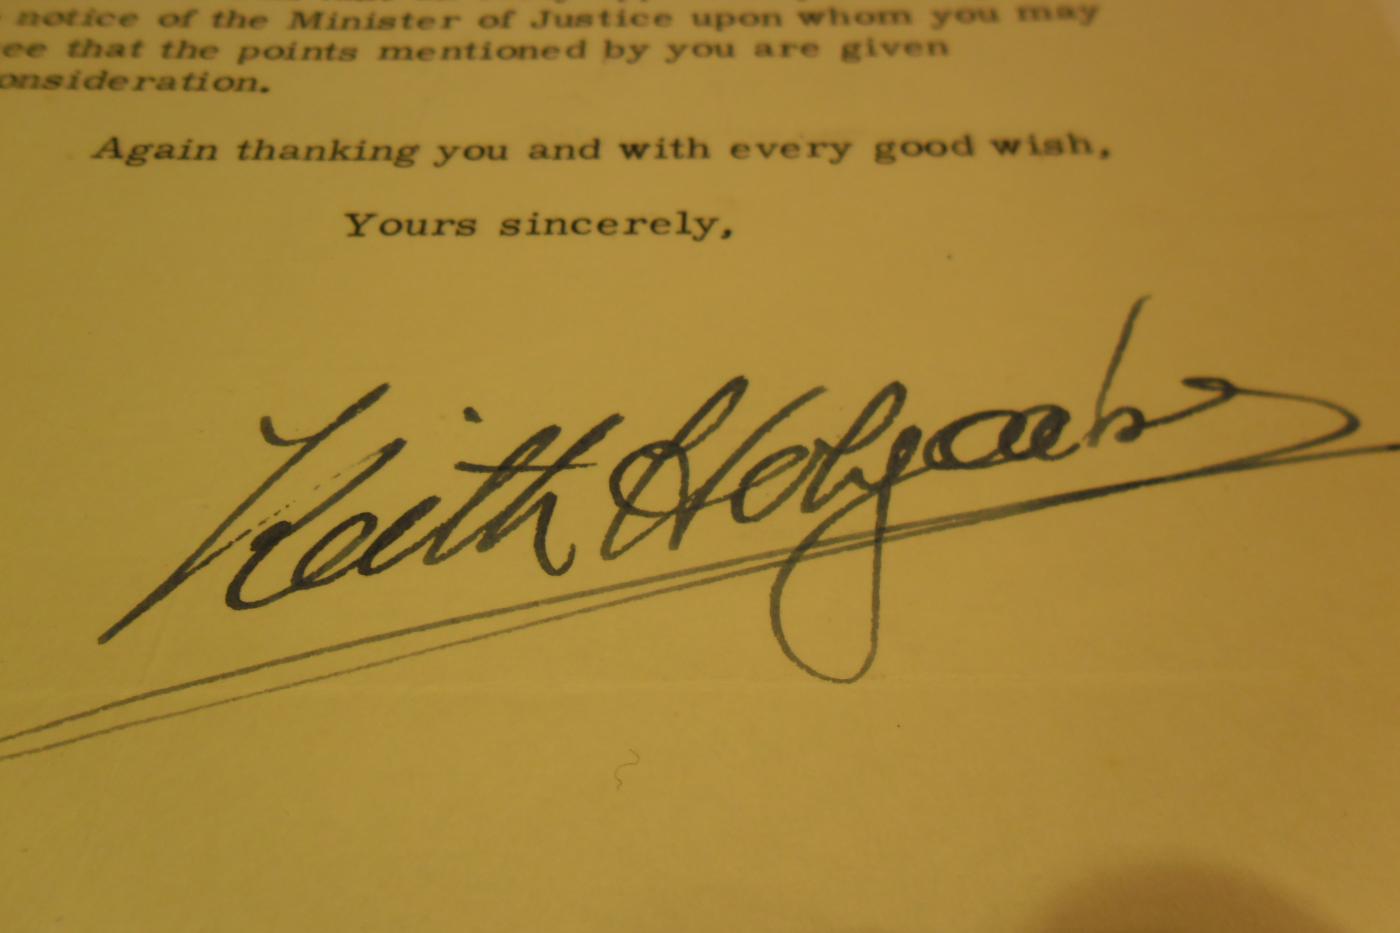 notice of the Minister of Justice upon whom you may
ee that the points mentioned by you are given
onsideration.
Again thanking you and with every good wish,
Yours sincerely,
Keith Holyoake